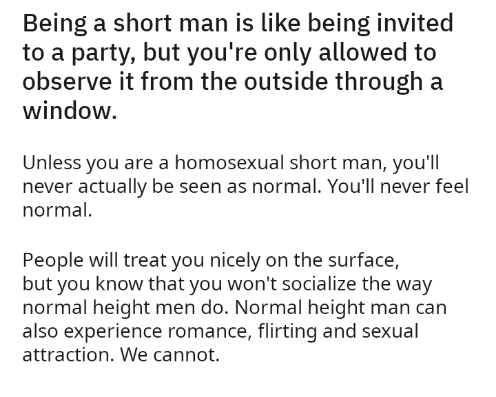 Being a short man is like being invited
to a party, but you're only allowed to
observe it from the outside through a
window.
Unless you are a homosexual short man, you'll
never actually be seen as normal. You'll never feel
normal.
People will treat you nicely on the surface,
but you know that you won't socialize the way
normal height men do. Normal height man can
also experience romance, flirting and sexual
attraction. We cannot.